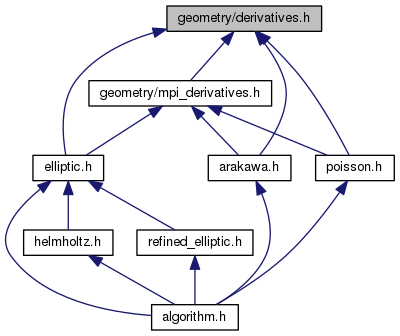 geometry/derivatives.h
geometry/mpi_derivatives.h
elliptic.h
arakawa.h
poisson.h
helmholtz.h
refined_elliptic.h
algorithm.h